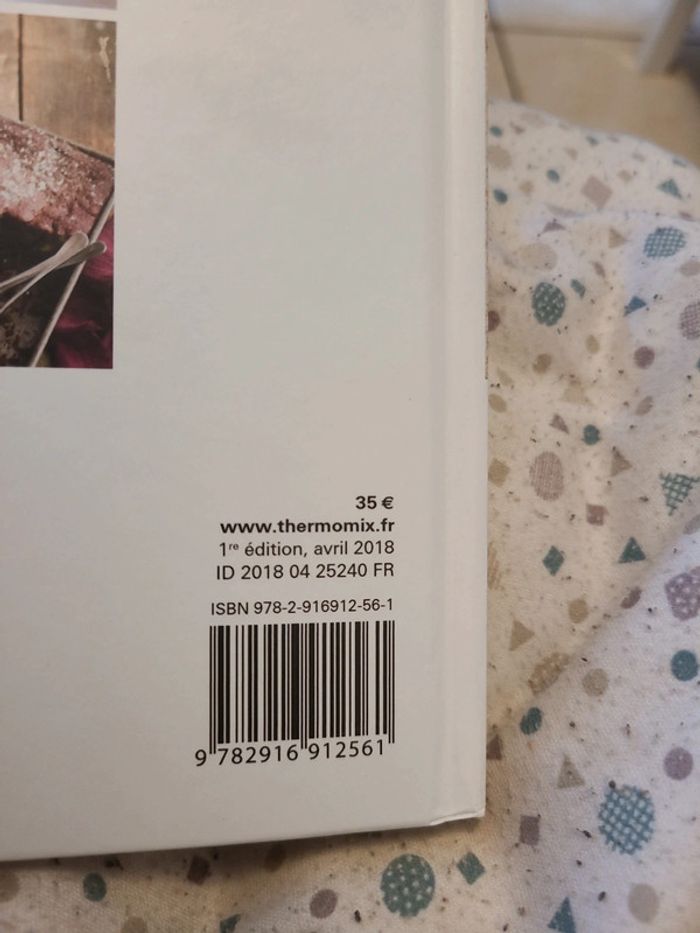 35 €
www.thermomix.fr
1re édition, avril 2018
ID 2018 04 25240 FR
ISBN 978-2-916912-56-1
9 782916 912561